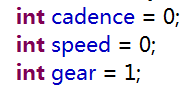 int cadence = 0;
int speed = 0;
int gear = 1;